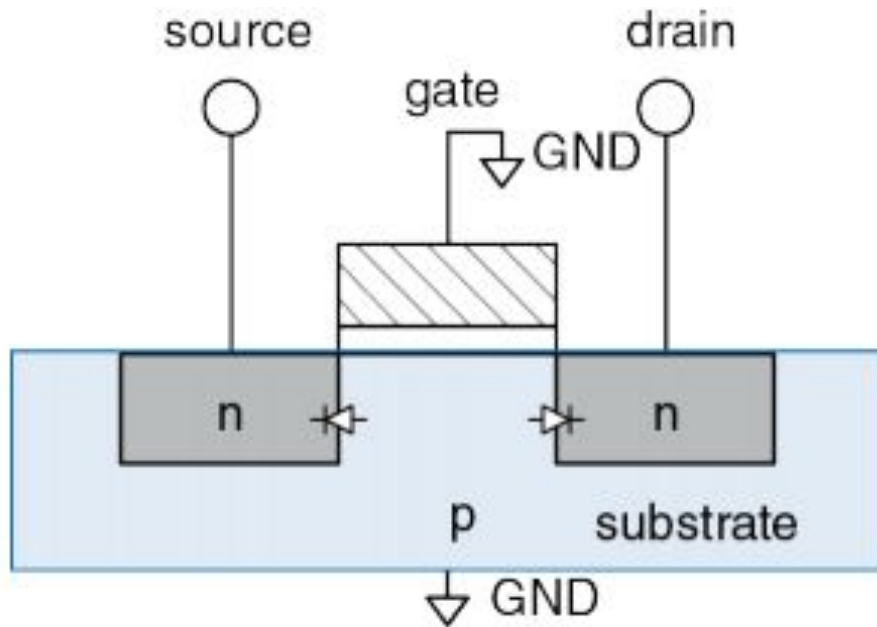 source
drain
gate
GND
n
n
p
substrate
GND